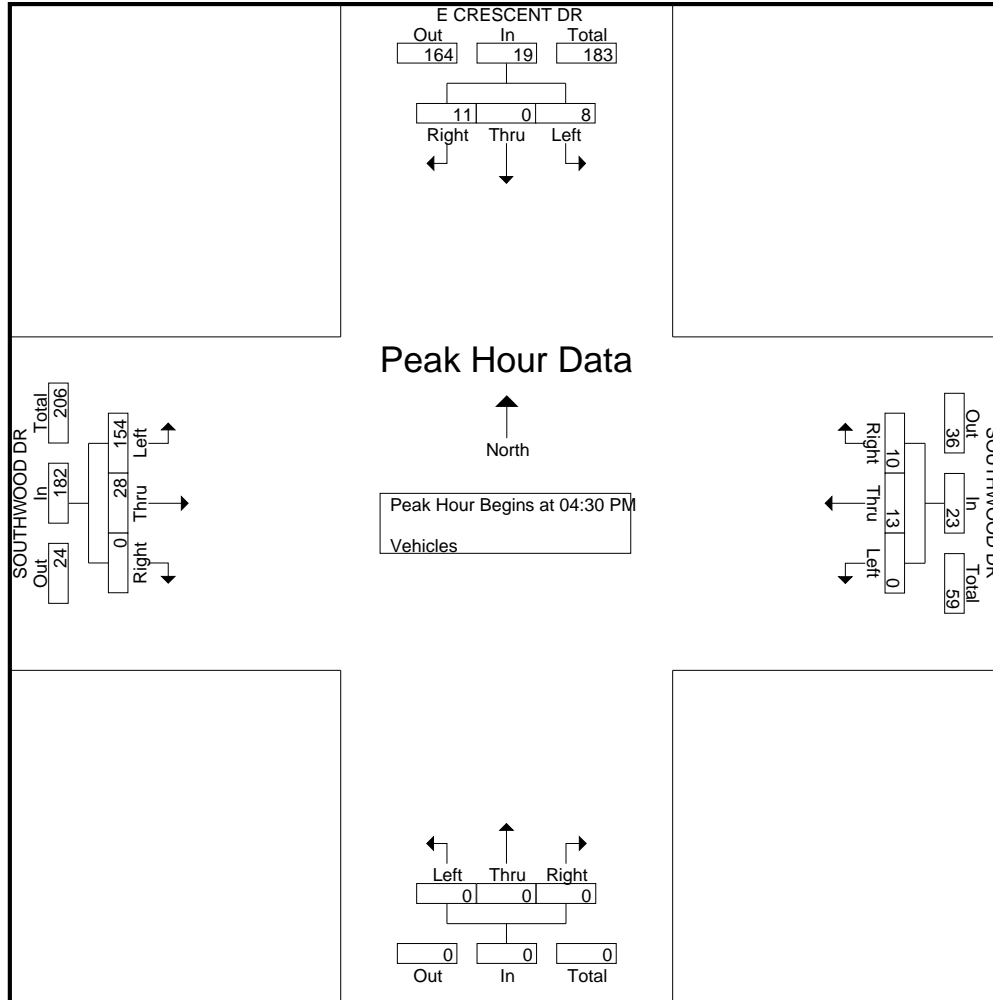 E CRESCENT DR
Out In Total
164 19 183
11 0 8
Right Thru Left
Peak Hour Data
North
Peak Hour Begins at 04:30 PM
Vehicles
SOUTHWOOD DR
Out In Total
24 182 206
Right Thru Left
0 28 154
SOUTHWOOD DR
Out In Total
36 23 59
10 13 0
Right Thru Left
Left Thru Right
0 0 0
0 0 0
Out In Total